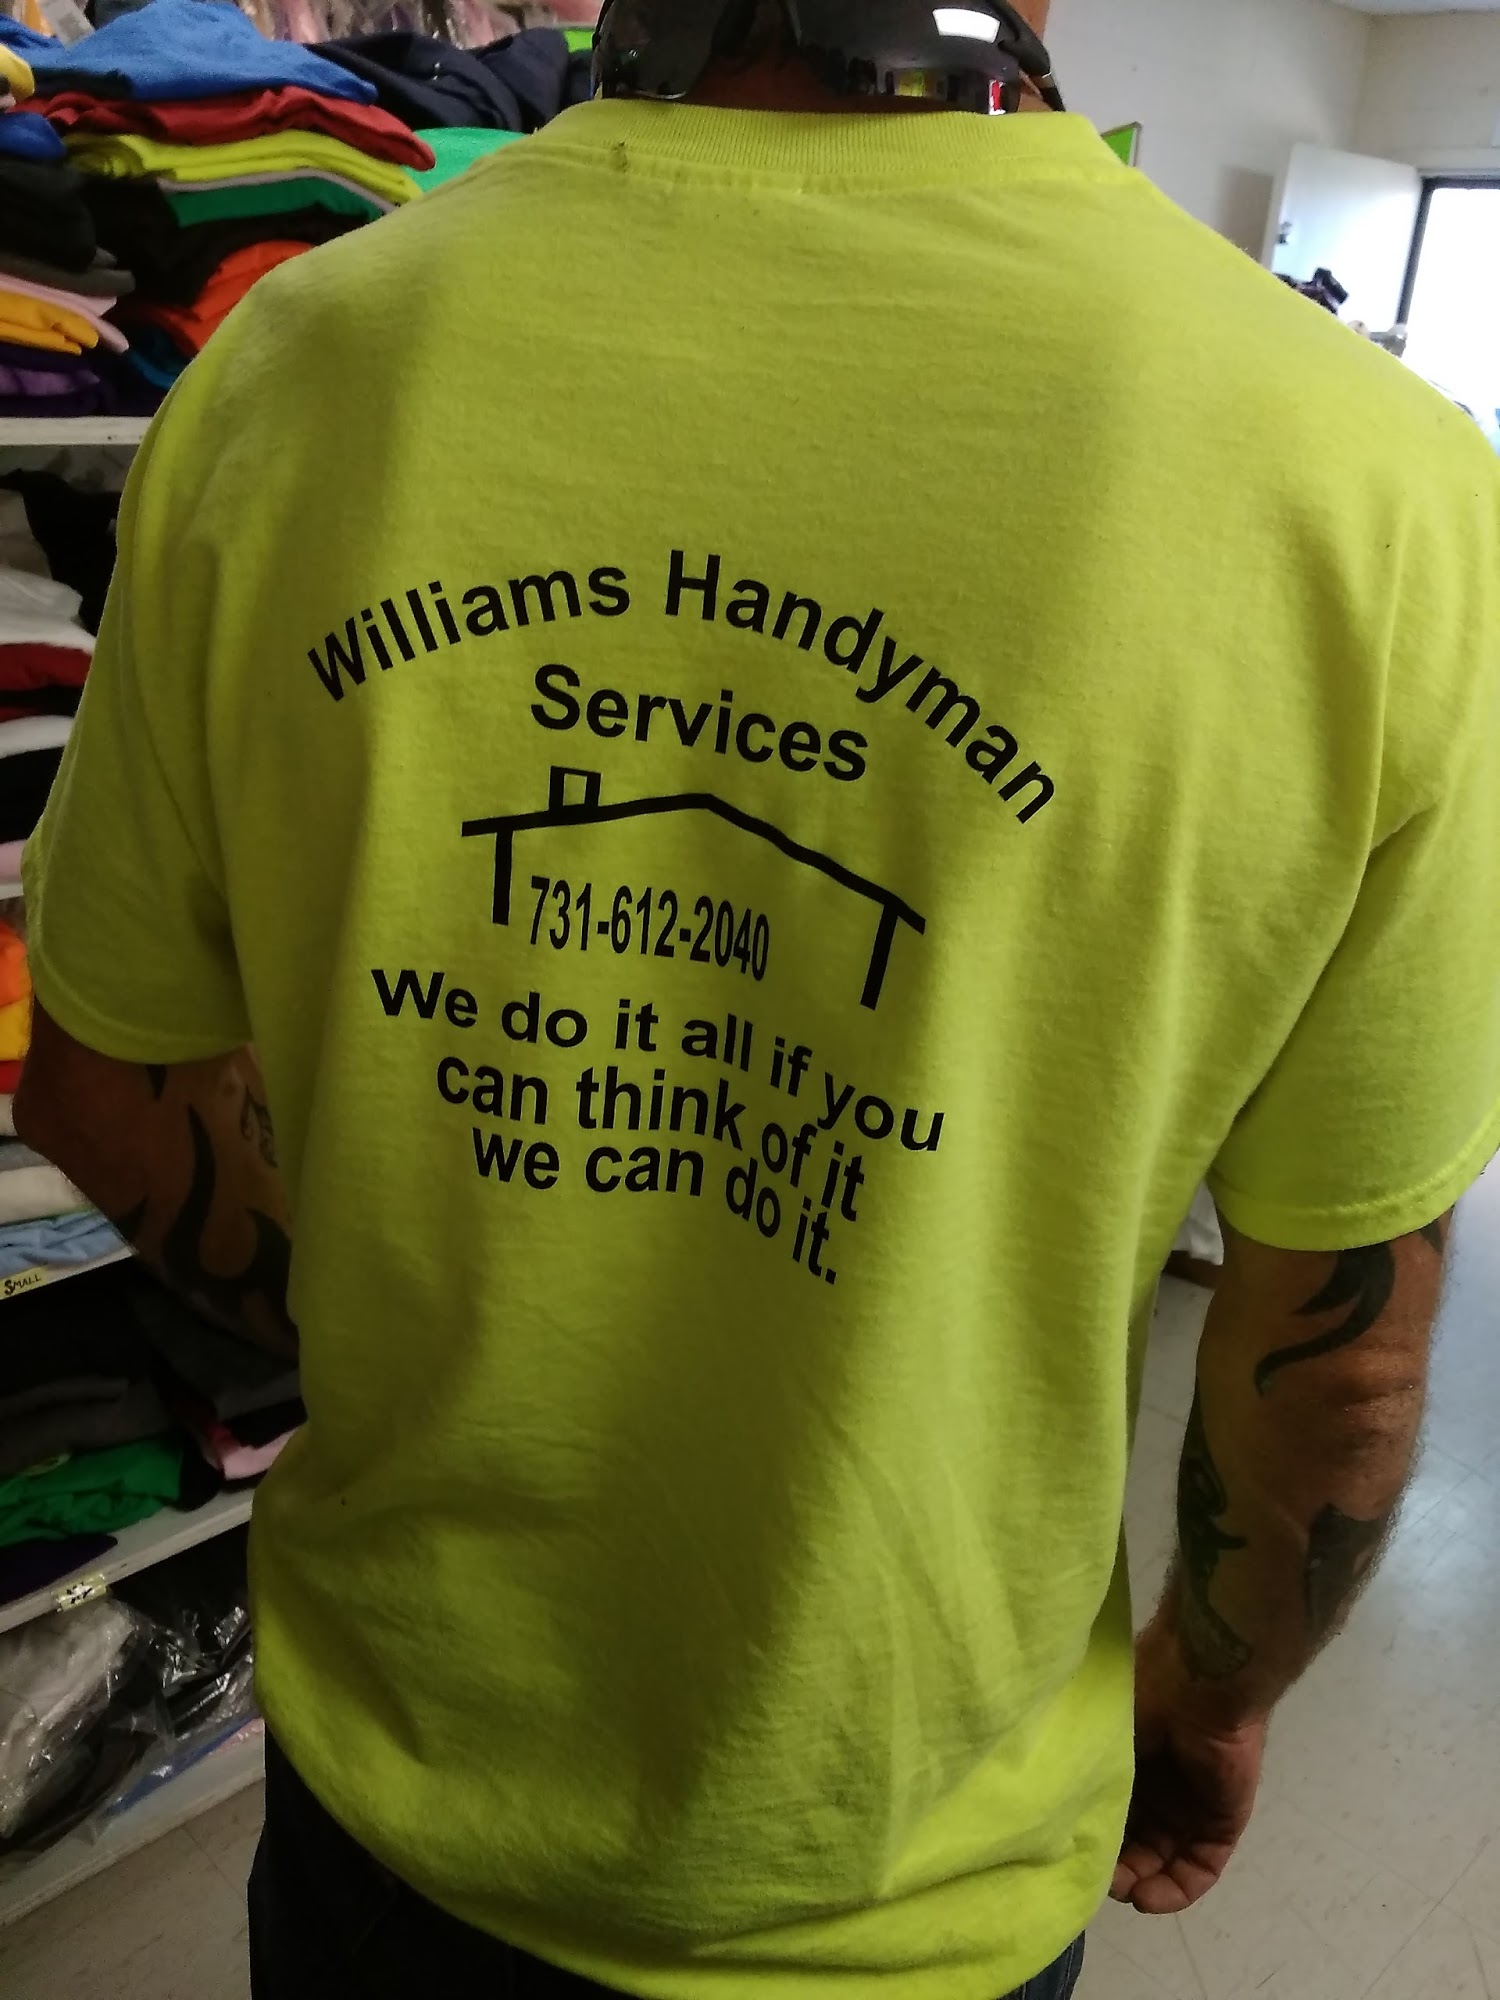 Williams Handyman
Services
731-612-2040
We do it all if you
can think of it
we can do it.
SMALL